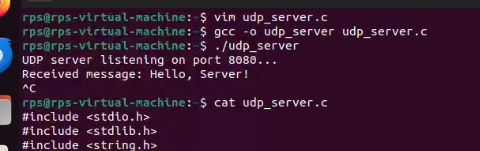 rps@rps-virtual-machine:~$ vim udp_server.c
rps@rps-virtual-machine:~$ gcc -o udp_server udp_server.c
rps@rps-virtual-machine:~$ ./udp_server
UDP server listening on port 8080...
Received message: Hello, Server!
^C
rps@rps-virtual-machine:~$ cat udp_server.c
#include <stdio.h>
#include <stdlib.h>
#include <string.h>